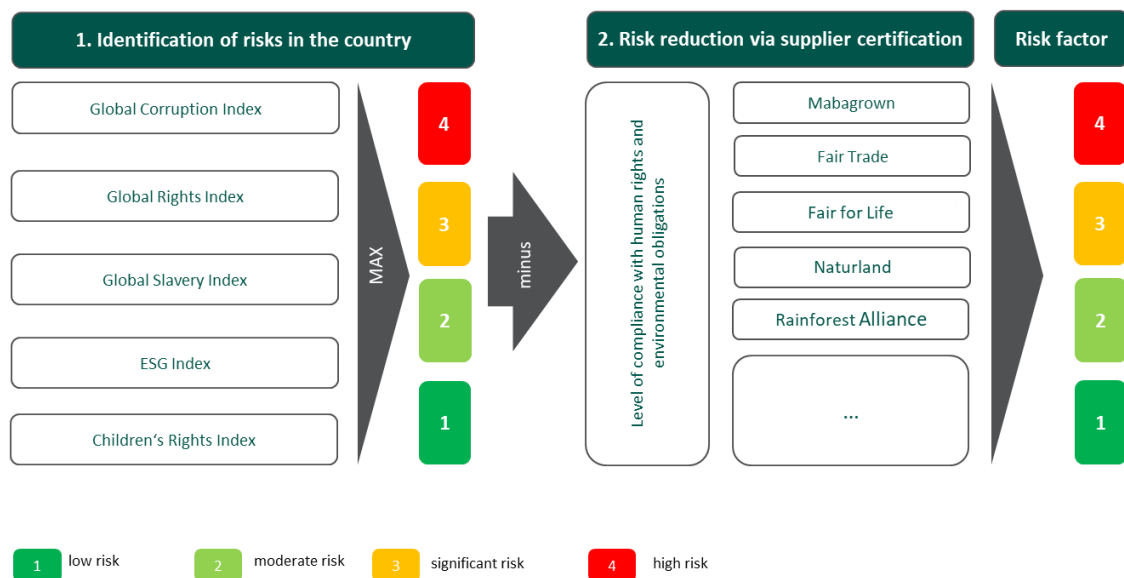 1. Identification of risks in the country
2. Risk reduction via supplier certification
Risk factor
Global Corruption Index
Global Rights Index
Global Slavery Index
ESG Index
Children‘s Rights Index
MAX
4
3
2
1
minus
Level of compliance with human rights and
environmental obligations
Mabagrown
Fair Trade
Fair for Life
Naturland
Rainforest Alliance
...
4
3
2
1
1 low risk
2 moderate risk
3 significant risk
4 high risk